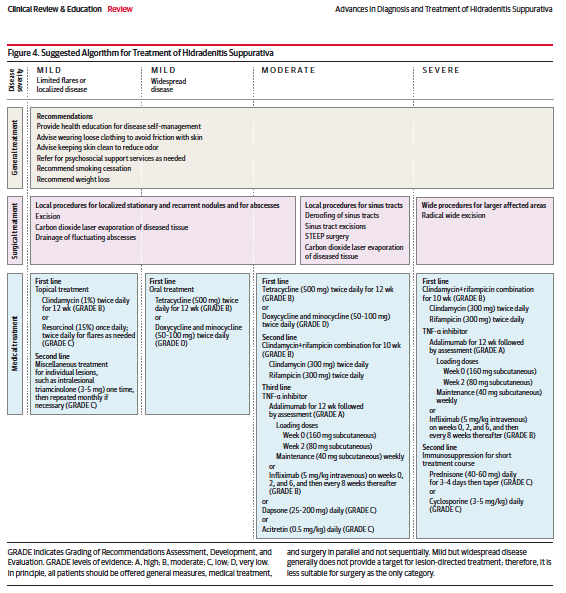 Clinical Review & Education Review
Advances in Diagnosis and Treatment of Hidradenitis Suppurativa
Figure 4. Suggested Algorithm for Treatment of Hidradenitis Suppurativa
Disease
severity
MILD
Limited flares or
localized disease
MILD
Widespread
disease
MODERATE
SEVERE
General treatment
Recommendations
Provide health education for disease self-management
Advise wearing loose clothing to avoid friction with skin
Advise keeping skin clean to reduce odor
Refer for psychosocial support services as needed
Recommend smoking cessation
Recommend weight loss
Surgical treatment
Local procedures for localized stationary and recurrent nodules and for abscesses
Excision
Carbon dioxide laser evaporation of diseased tissue
Drainage of fluctuating abscesses
Local procedures for sinus tracts
Deroofing of sinus tracts
Sinus tract excisions
STEEP surgery
Carbon dioxide laser evaporation
of diseased tissue
Wide procedures for larger affected areas
Radical wide excision
Medical treatment
First line
Topical treatment
Clindamycin (1%) twice daily
for 12 wk (GRADE B)
or
Resorcinol (15%) once daily;
twice daily for flares as needed
(GRADE C)
Second line
Miscellaneous treatment
for individual lesions,
such as intralesional
triamcinolone (3-5 mg) one time,
then repeated monthly if
necessary (GRADE C)
First line
Oral treatment
Tetracycline (500 mg) twice
daily for 12 wk (GRADE B)
or
Doxycycline and minocycline
(50-100 mg) twice daily
(GRADE D)
First line
Tetracycline (500 mg) twice daily for 12 wk
(GRADE B)
or
Doxycycline and minocycline (50-100 mg)
twice daily (GRADE D)
Second line
Clindamycin+rifampicin combination for 10 wk
(GRADE B)
Clindamycin (300 mg) twice daily
Rifampicin (300 mg) twice daily
Third line
TNF-α inhibitor
Adalimumab for 12 wk followed
by assessment (GRADE A)
Loading doses
Week 0 (160 mg subcutaneous)
Week 2 (80 mg subcutaneous)
Maintenance (40 mg subcutaneous) weekly
or
Infliximab (5 mg/kg intravenous) on weeks 0,
2, and 6, and then every 8 weeks thereafter
(GRADE B)
or
Dapsone (25-200 mg) daily (GRADE C)
or
Acitretin (0.5 mg/kg) daily (GRADE C)
First line
Clindamycin+rifampicin combination
for 10 wk (GRADE B)
Clindamycin (300 mg) twice daily
Rifampicin (300 mg) twice daily
TNF-α inhibitor
Adalimumab for 12 wk followed
by assessment (GRADE A)
Loading doses
Week 0 (160 mg subcutaneous)
Week 2 (80 mg subcutaneous)
Maintenance (40 mg subcutaneous)
weekly
or
Infliximab (5 mg/kg intravenous)
on weeks 0, 2, and 6, and then
every 8 weeks thereafter (GRADE B)
Second line
Immunosuppression for short
treatment course
Prednisone (40-60 mg) daily
for 3-4 days then taper (GRADE C)
or
Cyclosporine (3-5 mg/kg) daily
(GRADE C)
GRADE indicates Grading of Recommendations Assessment, Development, and
Evaluation. GRADE levels of evidence: A, high; B, moderate; C, low; D, very low.
In principle, all patients should be offered general measures, medical treatment,
and surgery in parallel and not sequentially. Mild but widespread disease
generally does not provide a target for lesion-directed treatment; therefore, it is
less suitable for surgery as the only category.